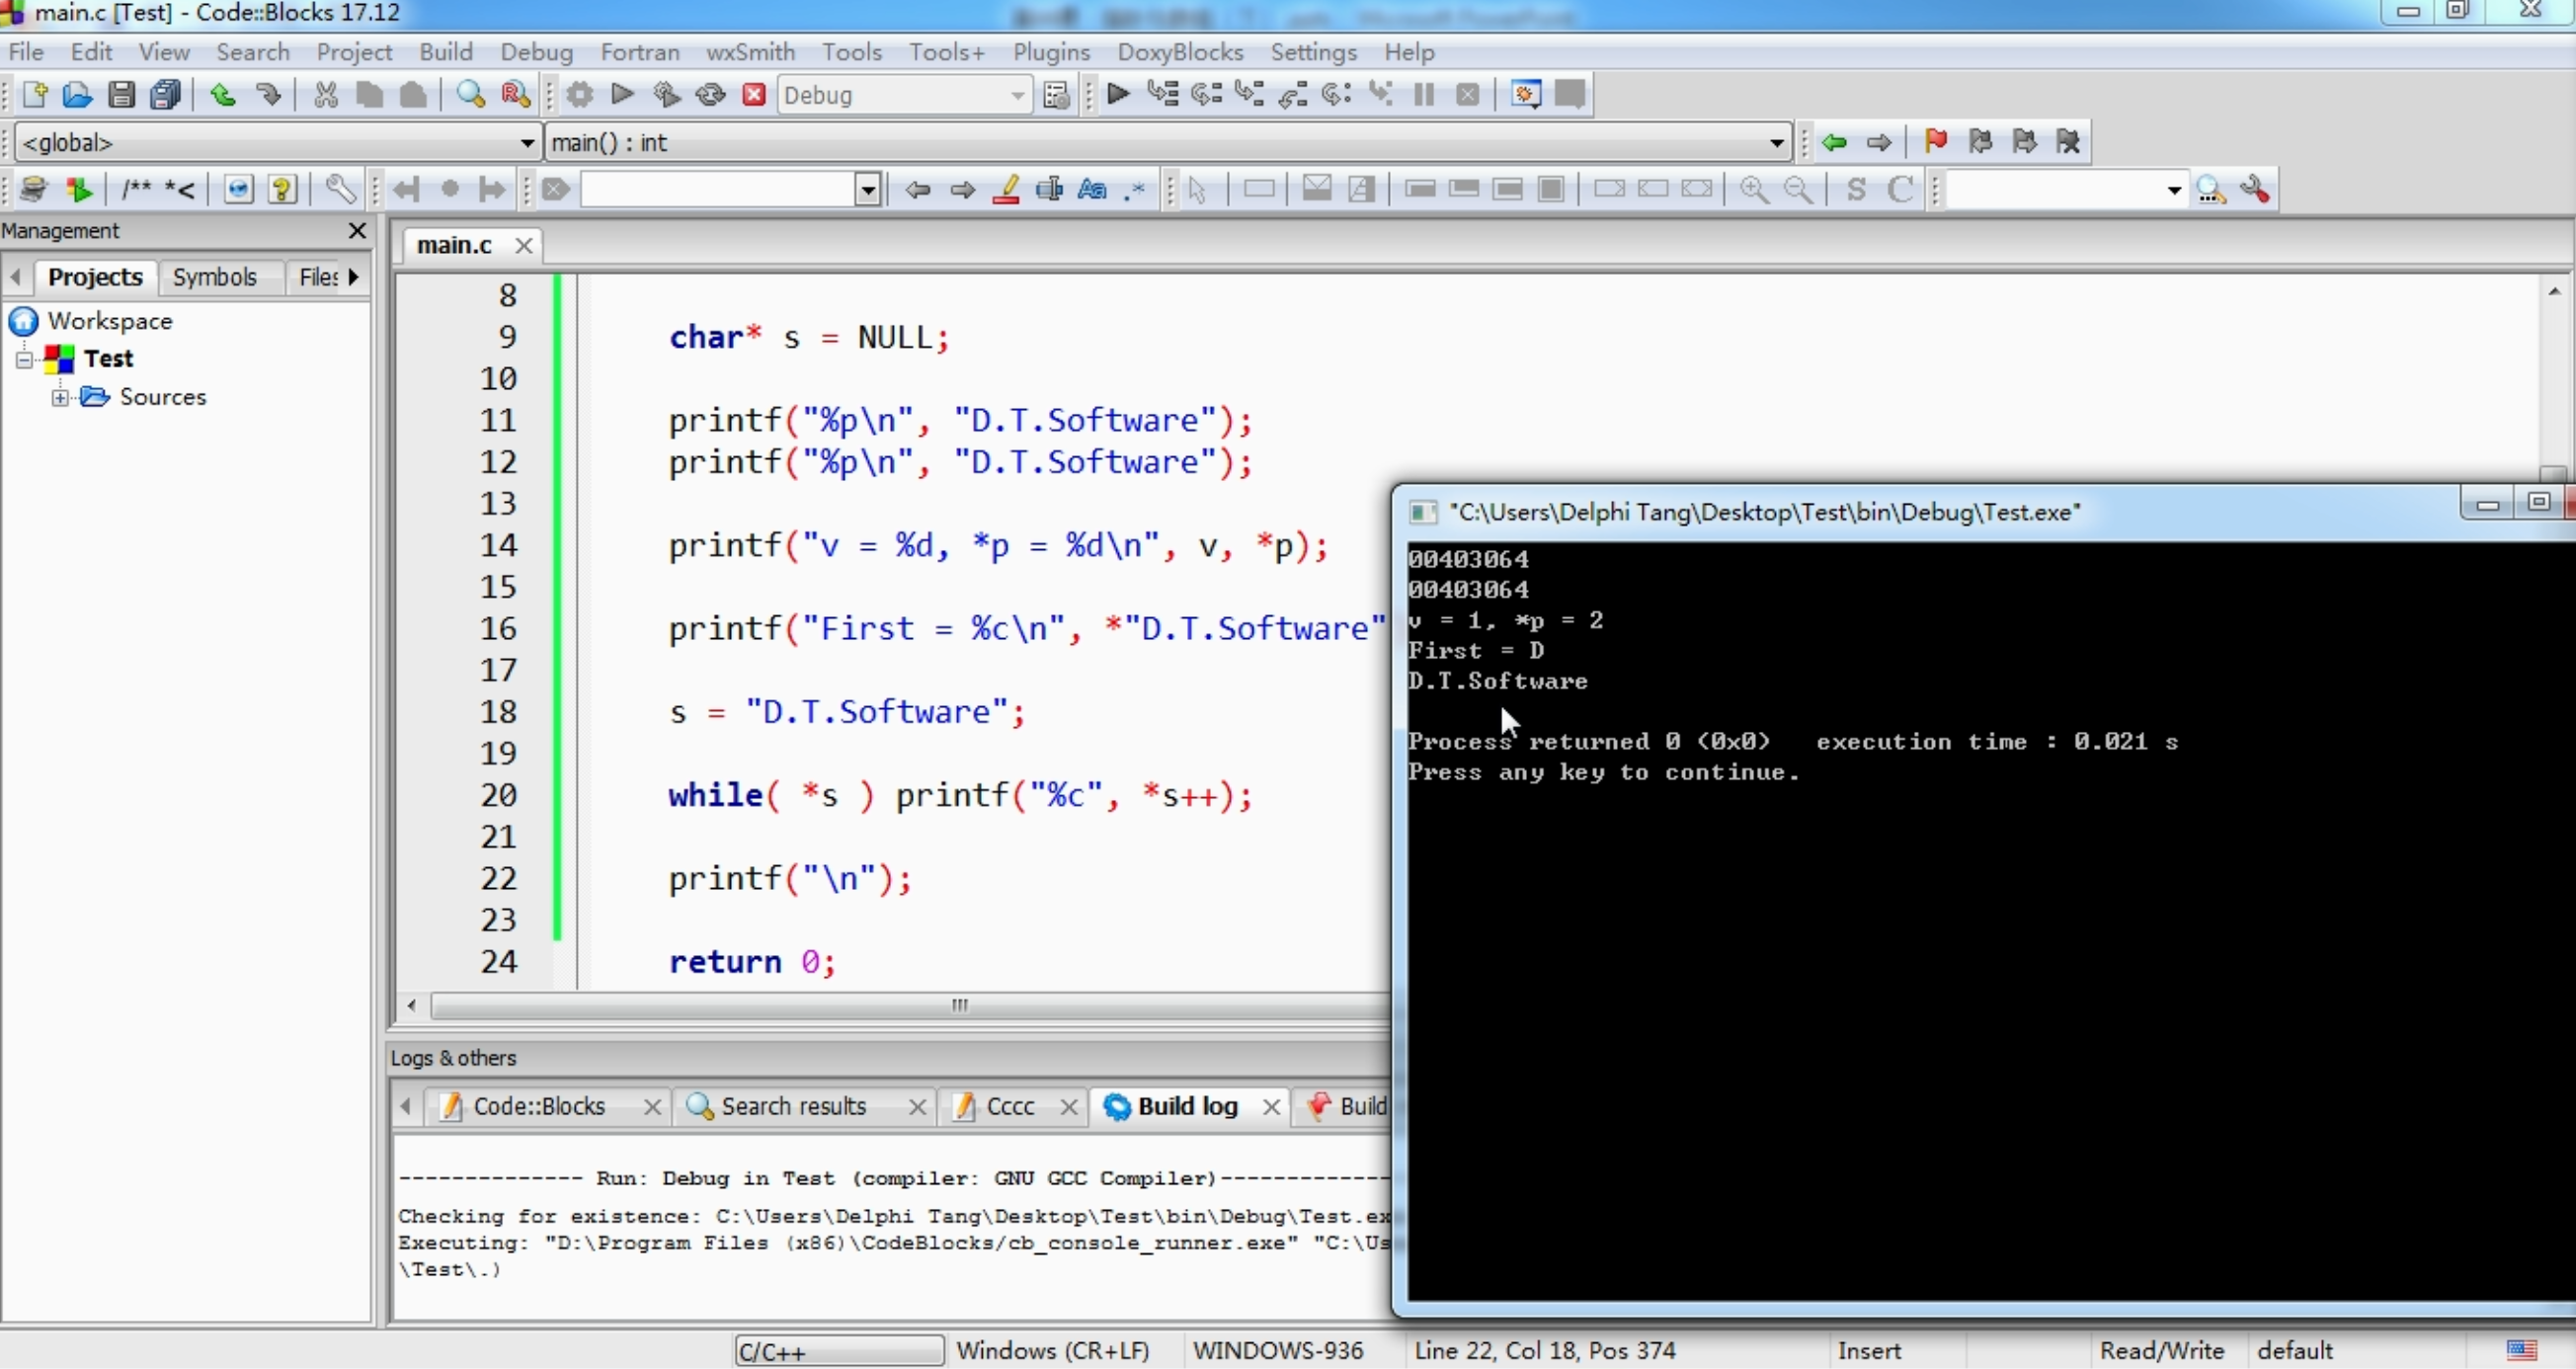 main.c [Test] - Code::Blocks 17.12
File Edit View Search Project Build Debug Fortran wxSmith Tools Tools+ Plugins DoxyBlocks Settings Help
Debug
<global> main() : int
/** *< S C
Management
Projects Symbols Files
Workspace
Test
Sources
main.c
8
9 char* s = NULL;
10
11 printf("%p\n", "D.T.Software");
12 printf("%p\n", "D.T.Software");
13
14 printf("v = %d, *p = %d\n", v, *p);
15
16 printf("First = %c\n", *"D.T.Software"
17
18 s = "D.T.Software";
19
20 while( *s ) printf("%c", *s++);
21
22 printf("\n");
23
24 return 0;
"C:\Users\Delphi Tang\Desktop\Test\bin\Debug\Test.exe"
00403064
00403064
v = 1, *p = 2
First = D
D.T.Software
Process returned 0 (0x0) execution time : 0.021 s
Press any key to continue.
Logs & others
Code::Blocks Search results Cccc Build log Build
-------------- Run: Debug in Test (compiler: GNU GCC Compiler)--------------
Checking for existence: C:\Users\Delphi Tang\Desktop\Test\bin\Debug\Test.ex
Executing: "D:\Program Files (x86)\CodeBlocks/cb_console_runner.exe" "C:\Us
\Test\.)
C/C++ Windows (CR+LF) WINDOWS-936 Line 22, Col 18, Pos 374 Insert Read/Write default